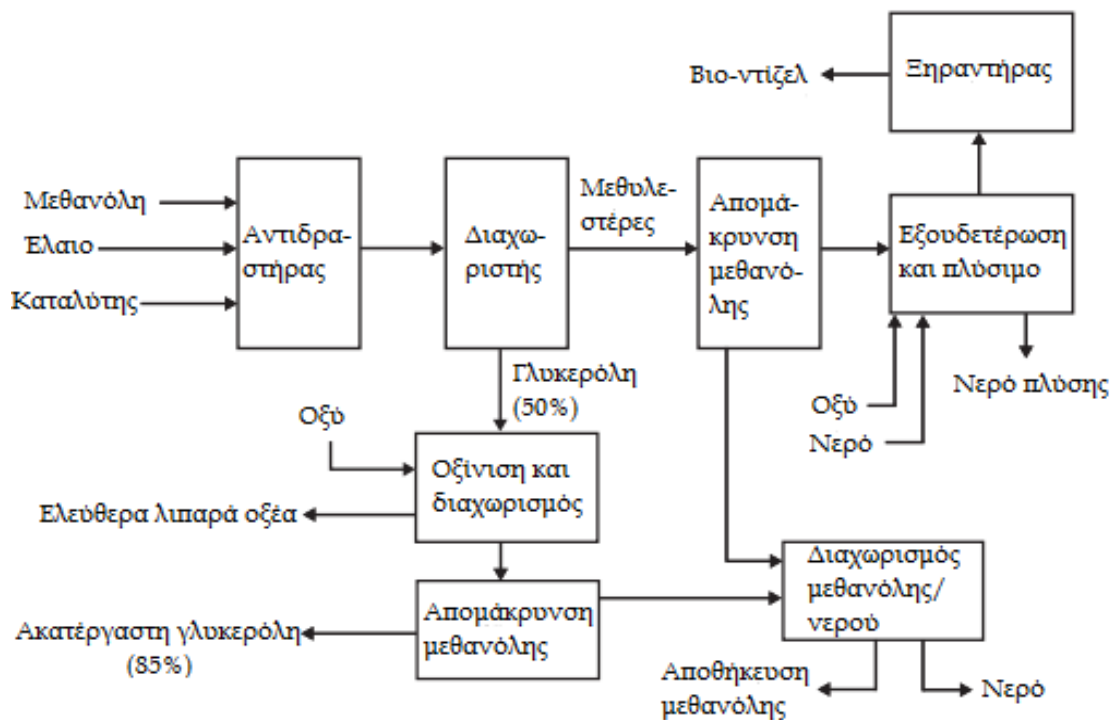 Ξηραντήρας
Βιο-ντίζελ
Μεθανόλη
Έλαιο
Καταλύτης
Αντιδρα-
στήρας
Διαχω-
ριστής
Μεθυλε-
στέρες
Απομά-
κρυνση
μεθανό-
λης
Εξουδετέρωση
και πλύσιμο
Γλυκερόλη
(50%)
Οξύ
Νερό
Νερό πλύσης
Οξύ
Οξίνιση και
διαχωρισμός
Ελεύθερα λιπαρά οξέα
Απομάκρυνση
μεθανόλης
Ακατέργαστη γλυκερόλη
(85%)
Διαχωρισμός
μεθανόλης/
νερού
Αποθήκευση
μεθανόλης
Νερό